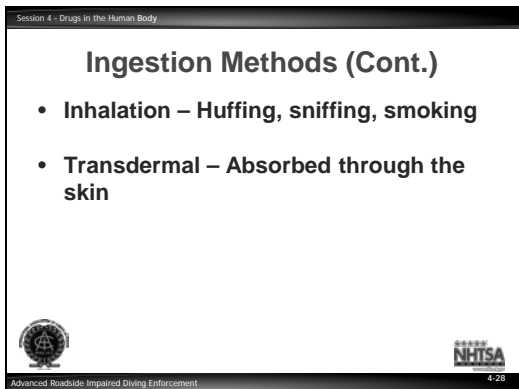 Session 4 - Drugs in the Human Body
Ingestion Methods (Cont.)
• Inhalation – Huffing, sniffing, smoking
• Transdermal – Absorbed through the
skin
NHTSA
Advanced Roadside Impaired Diving Enforcement
4-28